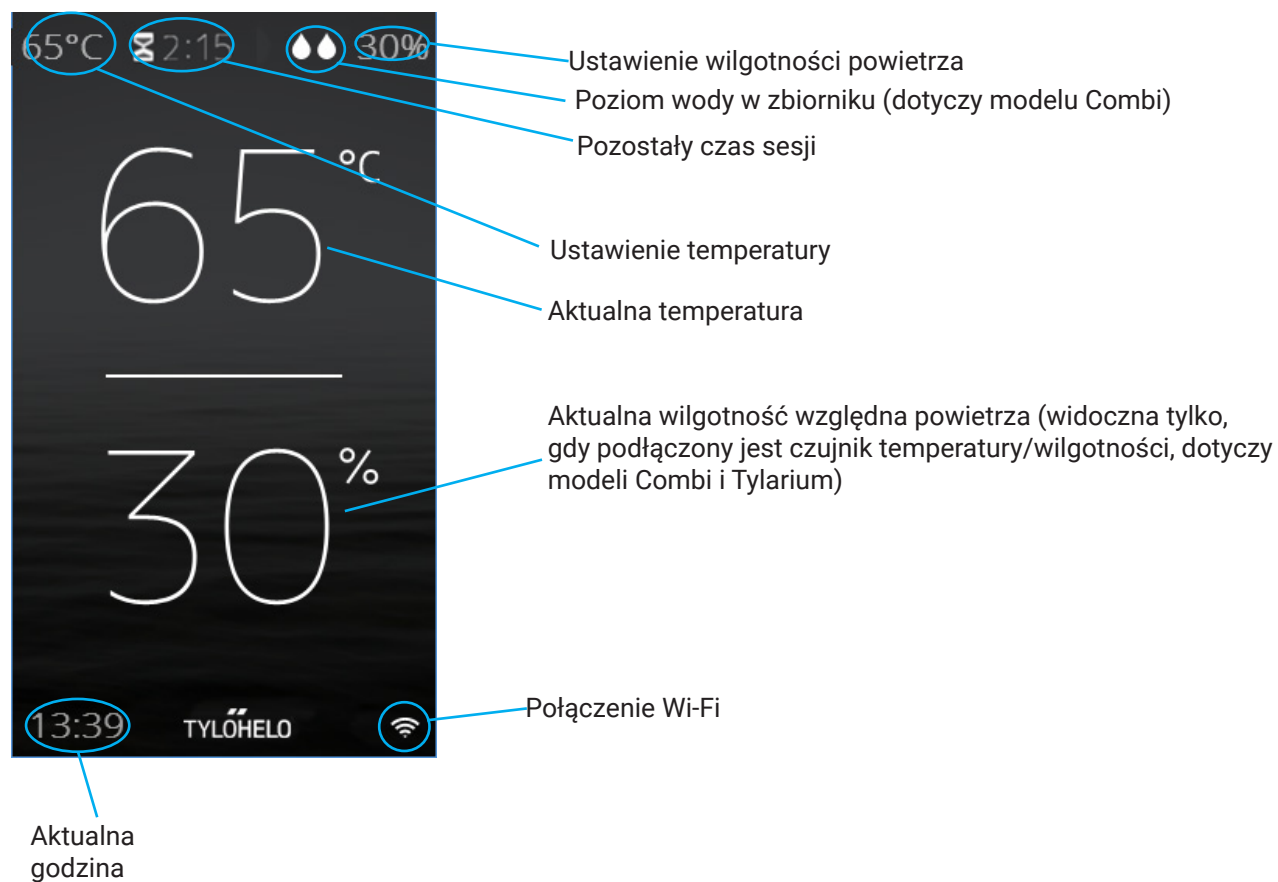 65°C 2:15 30%
Ustawienie wilgotności powietrza
Poziom wody w zbiorniku (dotyczy modelu Combi)
Pozostały czas sesji
65°C
Ustawienie temperatury
Aktualna temperatura
30%
Aktualna wilgotność względna powietrza (widoczna tylko,
gdy podłączony jest czujnik temperatury/wilgotności, dotyczy
modeli Combi i Tylarium)
Połączenie Wi-Fi
13:39 TYLÖHELO
Aktualna
godzina